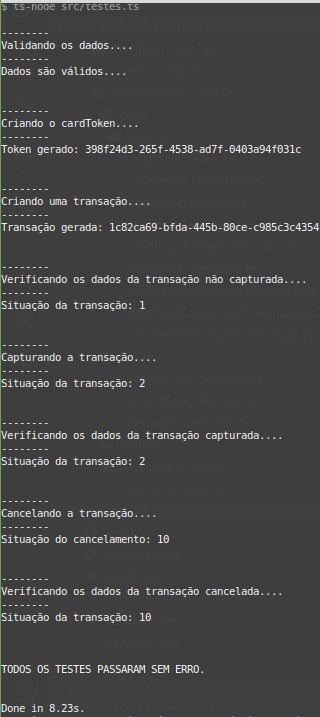 $ ts-node src/testes.ts
--------
Validando os dados....
--------
Dados são válidos....
--------
Criando o cardToken....
--------
Token gerado: 398f24d3-265f-4538-ad7f-0403a94f031c
--------
Criando uma transação....
--------
Transação gerada: 1c82ca69-bfda-445b-80ce-c985c3c4354
--------
Verificando os dados da transação não capturada....
--------
Situação da transação: 1
--------
Capturando a transação....
--------
Situação da transação: 2
--------
Verificando os dados da transação capturada....
--------
Situação da transação: 2
--------
Cancelando a transação....
--------
Situação do cancelamento: 10
--------
Verificando os dados da transação cancelada....
--------
Situação da transação: 10
TODOS OS TESTES PASSARAM SEM ERRO.
Done in 8.23s.